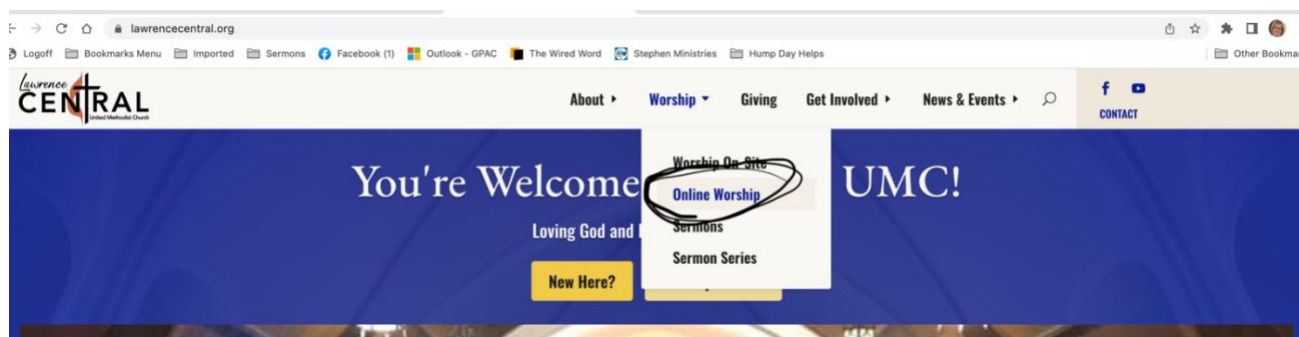 lawrencecentral.org
Logoff Bookmarks Menu Imported Sermons Facebook (1) Outlook - GPAC The Wired Word Stephen Ministries Hump Day Helps Other Bookma
Lawrence
CENTRAL
United Methodist Church
About Worship Giving Get Involved News & Events
CONTACT
Worship On-Site
You're Welcome UMC!
Online Worship
Loving God and
Sermons
Sermon Series
New Here?